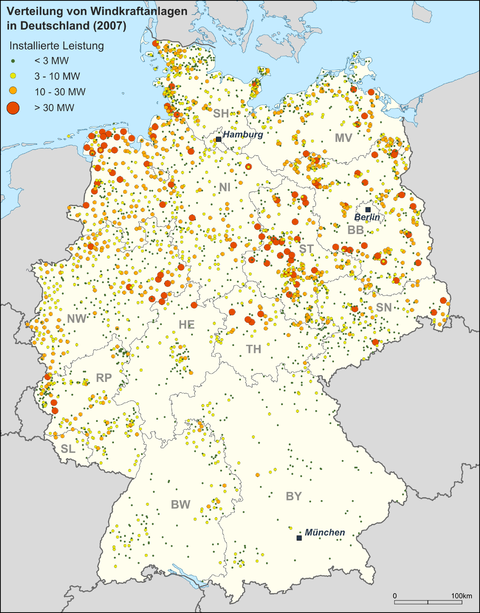 Verteilung von Windkraftanlagen
in Deutschland (2007)
Installierte Leistung
< 3 MW
3 - 10 MW
10 - 30 MW
> 30 MW
SH
Hamburg
MV
NI
Berlin
BB
ST
NW
SN
HE
TH
RP
SL
BW
BY
München
0
100km